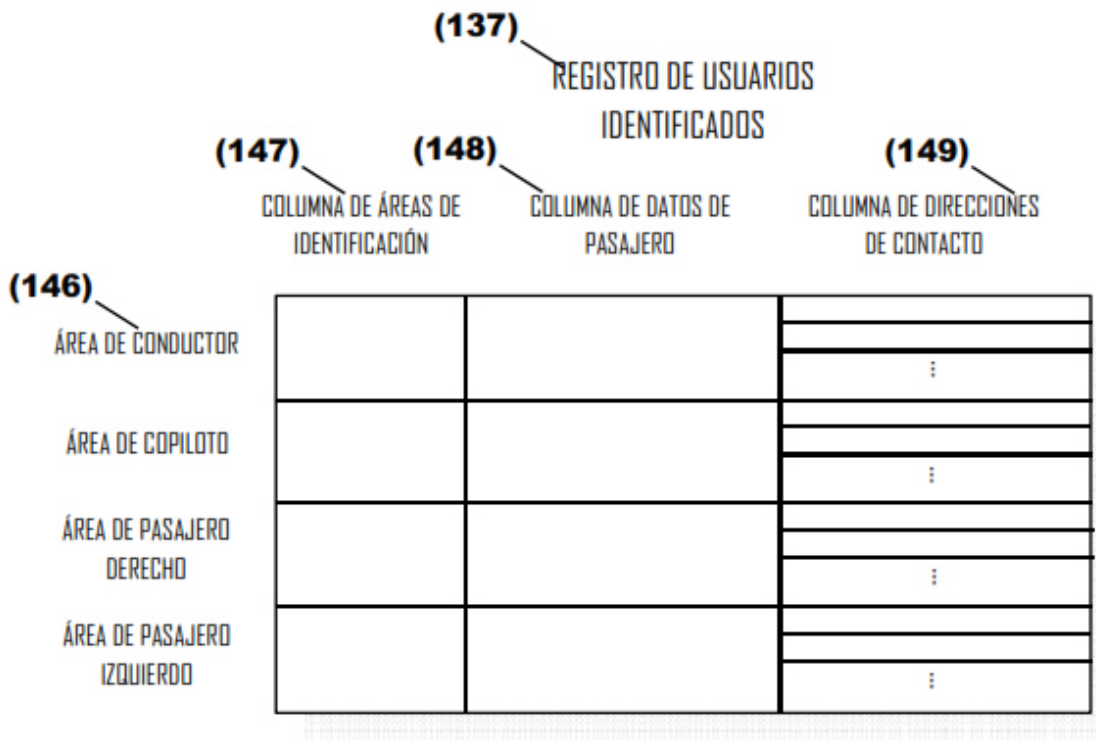 (137)
REGISTRO DE USUARIOS
IDENTIFICADOS
(147) (148) (149)
COLUMNA DE ÁREAS DE COLUMNA DE DATOS DE COLUMNA DE DIRECCIONES
IDENTIFICACIÓN PASAJERO DE CONTACTO
(146)
ÁREA DE CONDUCTOR
ÁREA DE COPILOTO
ÁREA DE PASAJERO
DERECHO
ÁREA DE PASAJERO
IZQUIERDO